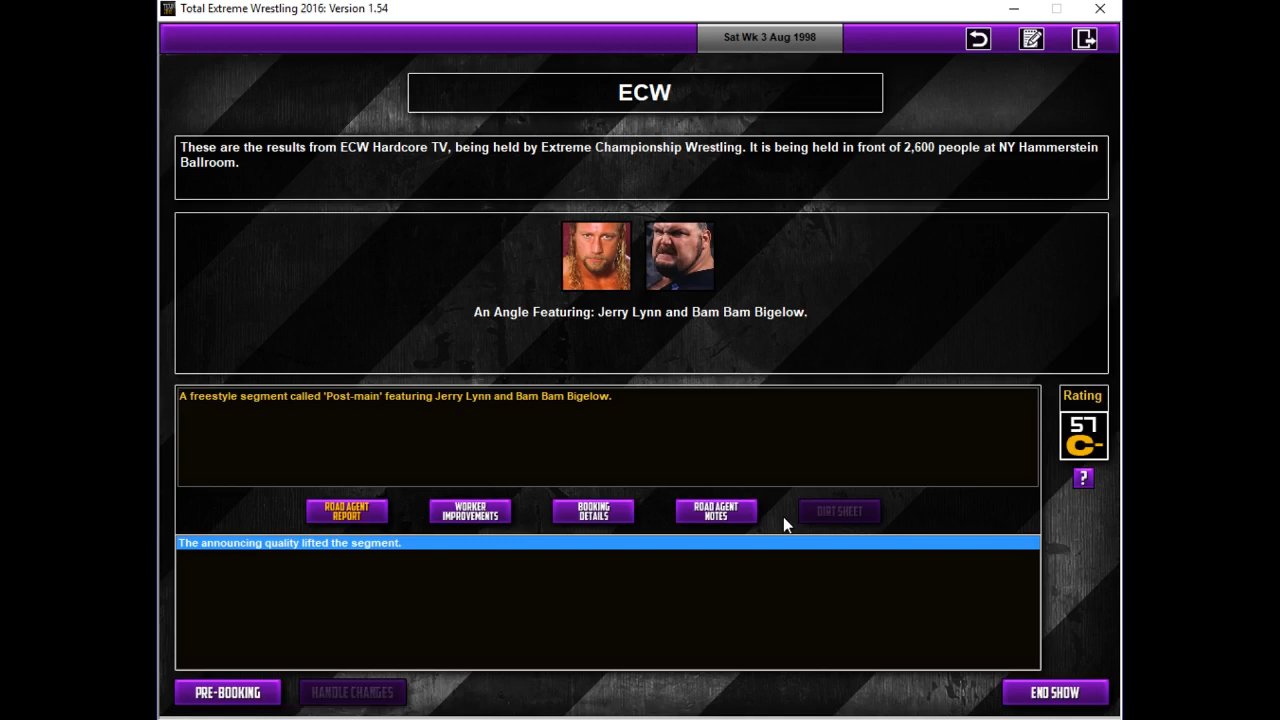 Total Extreme Wrestling 2016: Version 1.54
Sat Wk 3 Aug 1998
ECW
These are the results from ECW Hardcore TV, being held by Extreme Championship Wrestling. It is being held in front of 2,600 people at NY Hammerstein
Ballroom.
An Angle Featuring: Jerry Lynn and Bam Bam Bigelow.
A freestyle segment called 'Post-main' featuring Jerry Lynn and Bam Bam Bigelow.
Rating
57
C-
?
ROAD AGENT
REPORT
WORKER
IMPROVEMENTS
BOOKING
DETAILS
ROAD AGENT
NOTES
DIRT SHEET
The announcing quality lifted the segment.
PRE-BOOKING
HANDLE CHANGES
END SHOW